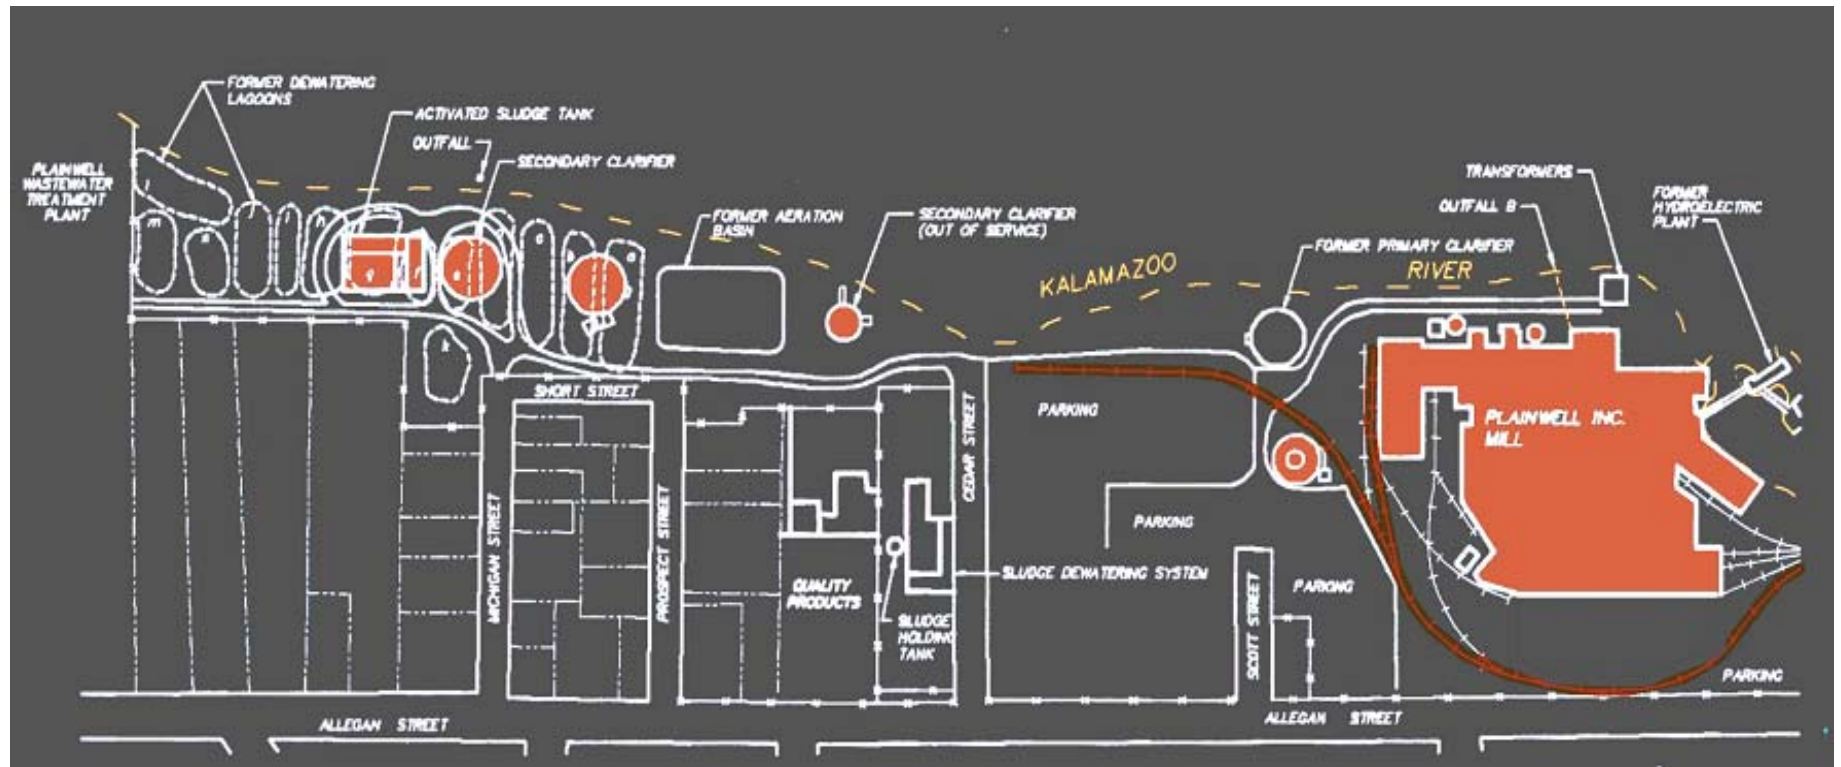 FORMER DEWATERING
LAGOONS
ACTIVATED SLUDGE TANK
OUTFALL
SECONDARY CLARIFIER
PLAINWELL
WASTEWATER
TREATMENT
PLANT
TRANSFORMERS
OUTFALL B
FORMER
HYDROELECTRIC
PLANT
FORMER AERATION
BASIN
SECONDARY CLARIFIER
(OUT OF SERVICE)
FORMER PRIMARY CLARIFIER
KALAMAZOO
RIVER
l
m
j
i
h
g
f
e
c
b
a
k
SHORT STREET
PARKING
PLAINWELL INC.
MILL
CEDAR STREET
MICHIGAN STREET
PROSPECT STREET
PARKING
QUALITY
PRODUCTS
SLUDGE DEWATERING SYSTEM
PARKING
SCOTT STREET
SLUDGE
HOLDING
TANK
PARKING
ALLEGAN STREET
ALLEGAN STREET